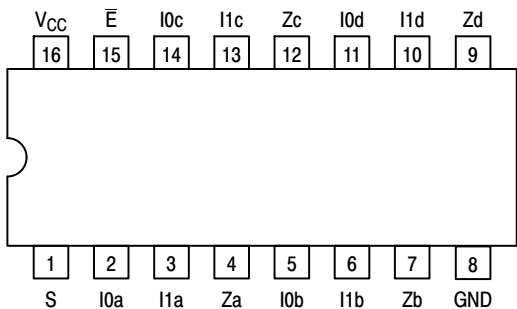 V_CC E̅ I0c I1c Zc I0d I1d Zd
16 15 14 13 12 11 10 9
1 2 3 4 5 6 7 8
S I0a I1a Za I0b I1b Zb GND